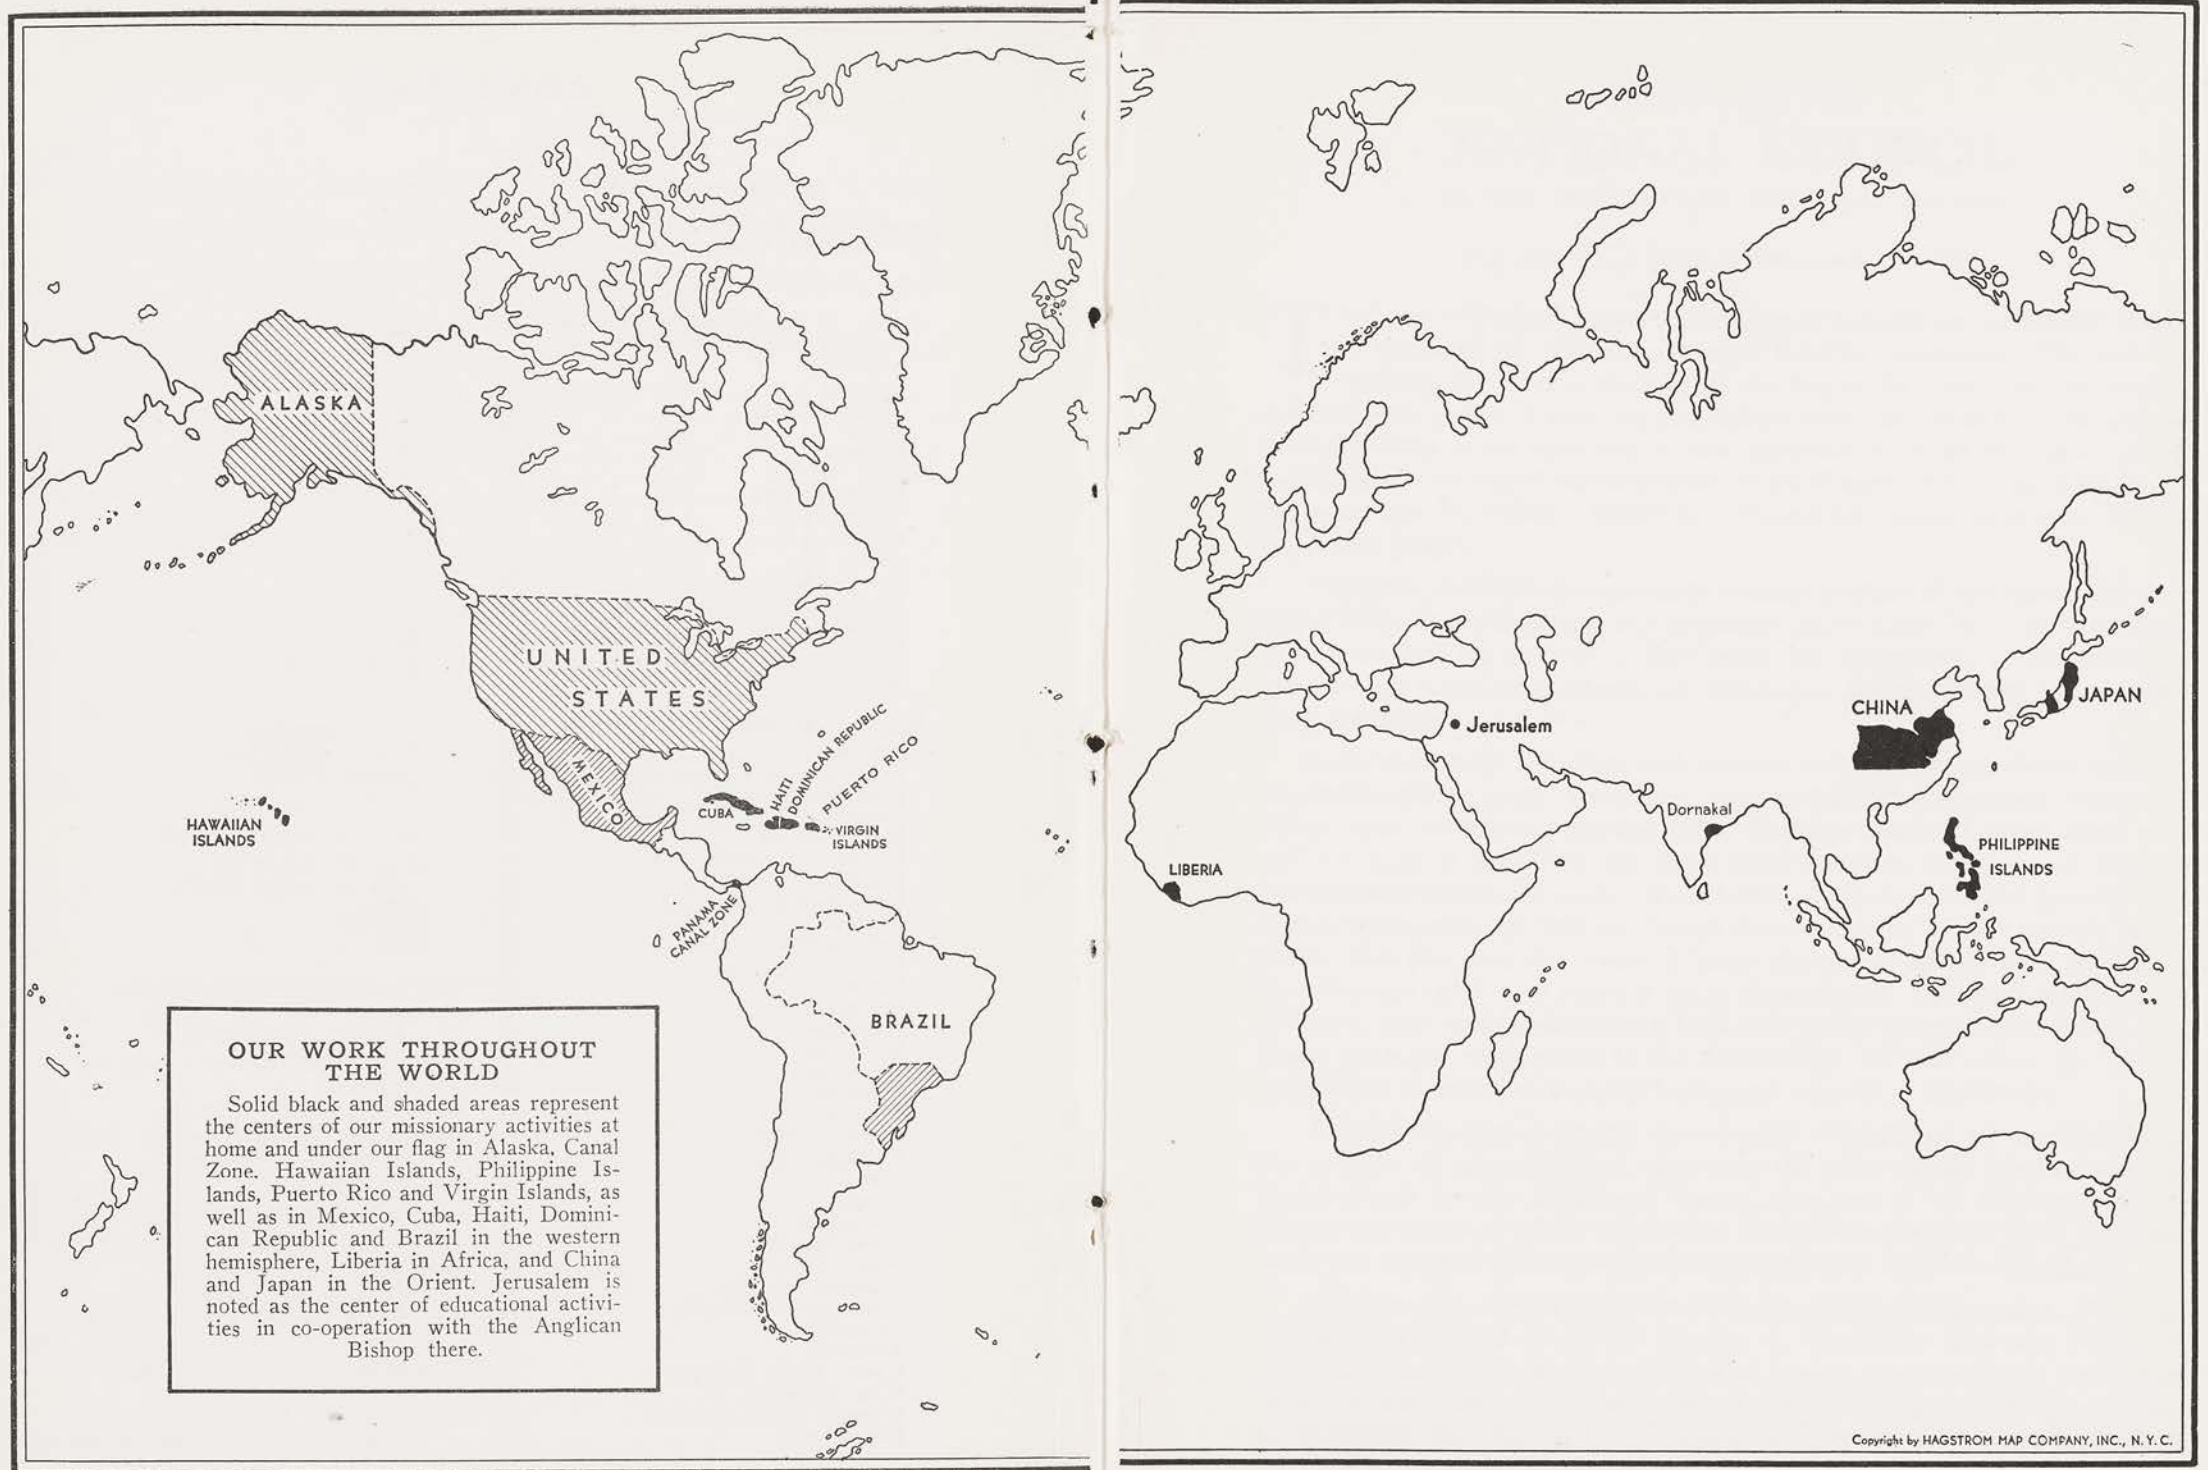 ALASKA
UNITED
STATES
MEXICO
HAWAIIAN
ISLANDS
CUBA
HAITI
DOMINICAN REPUBLIC
PUERTO RICO
VIRGIN
ISLANDS
PANAMA
CANAL ZONE
BRAZIL
OUR WORK THROUGHOUT
THE WORLD
Solid black and shaded areas represent
the centers of our missionary activities at
home and under our flag in Alaska, Canal
Zone. Hawaiian Islands, Philippine Is-
lands, Puerto Rico and Virgin Islands, as
well as in Mexico, Cuba, Haiti, Domini-
can Republic and Brazil in the western
hemisphere, Liberia in Africa, and China
and Japan in the Orient. Jerusalem is
noted as the center of educational activi-
ties in co-operation with the Anglican
Bishop there.
Jerusalem
CHINA
JAPAN
Dornakal
PHILIPPINE
ISLANDS
LIBERIA
Copyright by HAGSTROM MAP COMPANY, INC., N. Y. C.